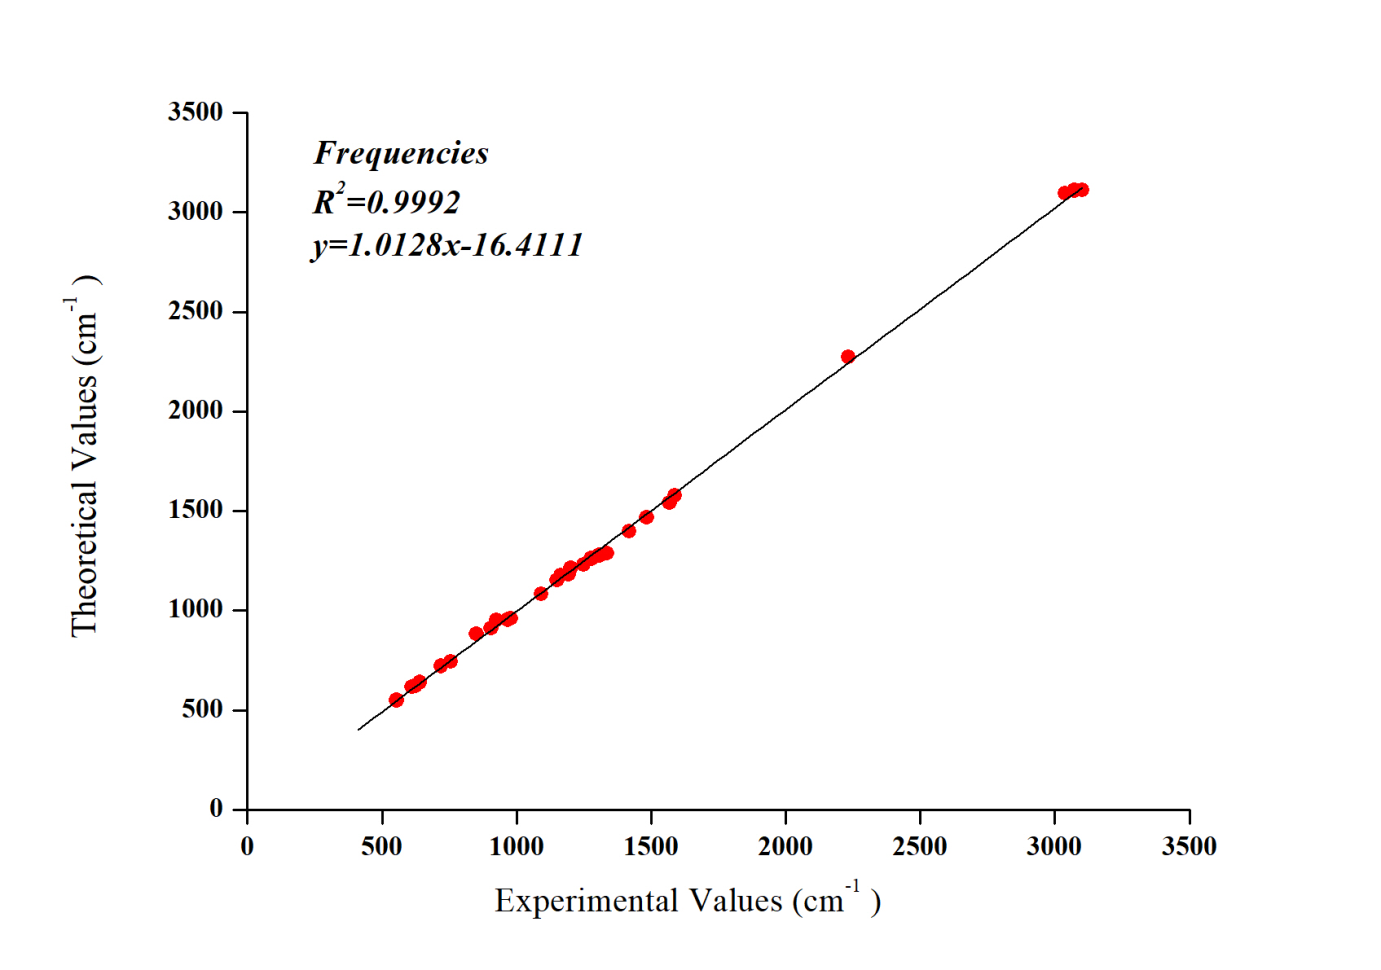 Frequencies
R²=0.9992
y=1.0128x-16.4111
3500
3000
2500
2000
1500
1000
500
0
Theoretical Values (cm⁻¹ )
0 500 1000 1500 2000 2500 3000 3500
Experimental Values (cm⁻¹ )